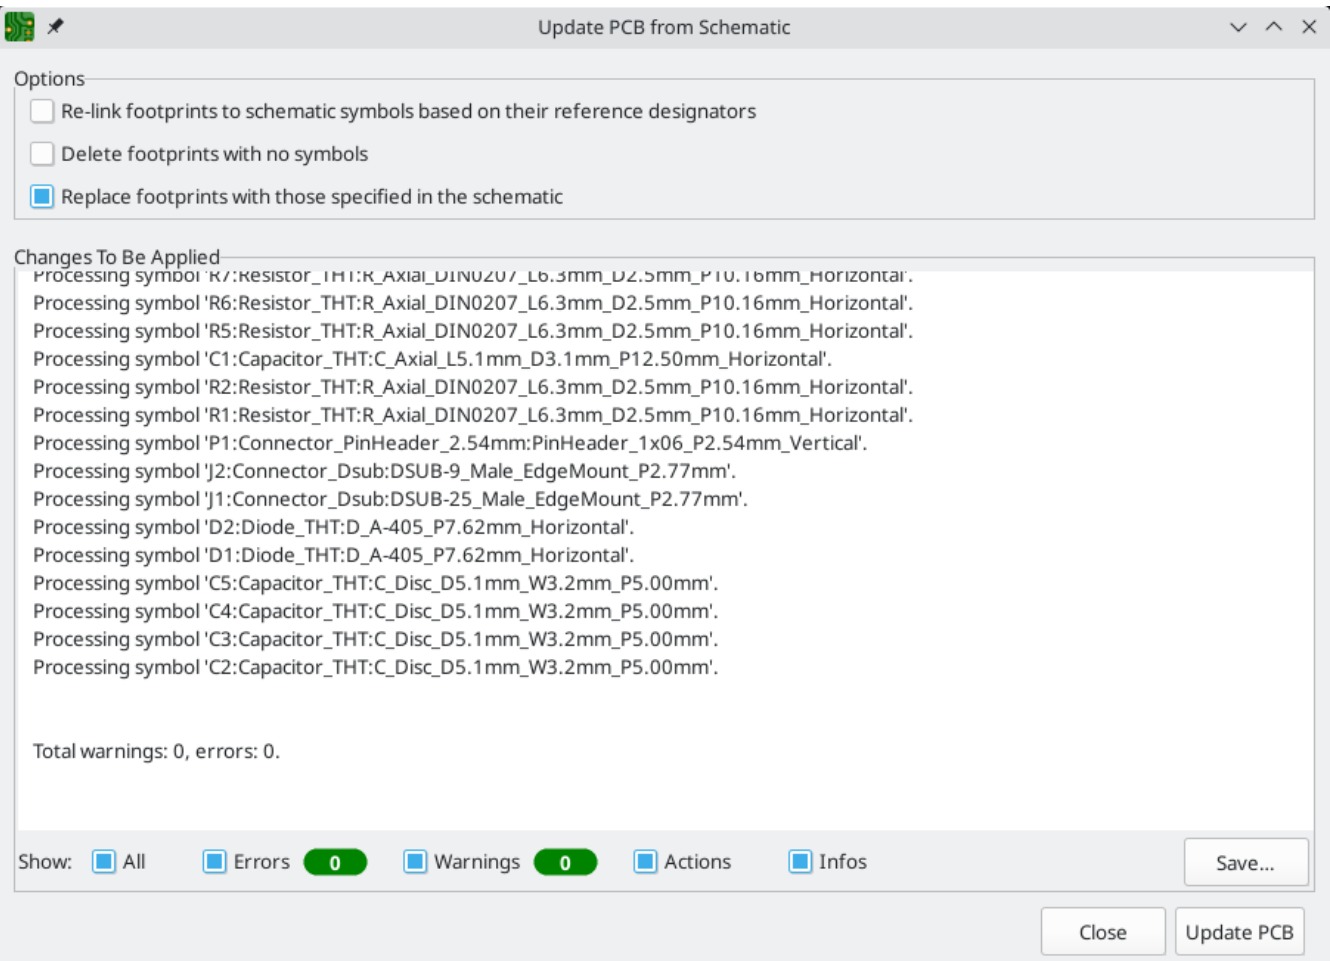 Update PCB from Schematic
Options
Re-link footprints to schematic symbols based on their reference designators
Delete footprints with no symbols
Replace footprints with those specified in the schematic
Changes To Be Applied
Processing symbol 'R7:Resistor_THT:R_Axial_DIN0207_L6.3mm_D2.5mm_P10.16mm_Horizontal'.
Processing symbol 'R6:Resistor_THT:R_Axial_DIN0207_L6.3mm_D2.5mm_P10.16mm_Horizontal'.
Processing symbol 'R5:Resistor_THT:R_Axial_DIN0207_L6.3mm_D2.5mm_P10.16mm_Horizontal'.
Processing symbol 'C1:Capacitor_THT:C_Axial_L5.1mm_D3.1mm_P12.50mm_Horizontal'.
Processing symbol 'R2:Resistor_THT:R_Axial_DIN0207_L6.3mm_D2.5mm_P10.16mm_Horizontal'.
Processing symbol 'R1:Resistor_THT:R_Axial_DIN0207_L6.3mm_D2.5mm_P10.16mm_Horizontal'.
Processing symbol 'P1:Connector_PinHeader_2.54mm:PinHeader_1x06_P2.54mm_Vertical'.
Processing symbol 'J2:Connector_Dsub:DSUB-9_Male_EdgeMount_P2.77mm'.
Processing symbol 'J1:Connector_Dsub:DSUB-25_Male_EdgeMount_P2.77mm'.
Processing symbol 'D2:Diode_THT:D_A-405_P7.62mm_Horizontal'.
Processing symbol 'D1:Diode_THT:D_A-405_P7.62mm_Horizontal'.
Processing symbol 'C5:Capacitor_THT:C_Disc_D5.1mm_W3.2mm_P5.00mm'.
Processing symbol 'C4:Capacitor_THT:C_Disc_D5.1mm_W3.2mm_P5.00mm'.
Processing symbol 'C3:Capacitor_THT:C_Disc_D5.1mm_W3.2mm_P5.00mm'.
Processing symbol 'C2:Capacitor_THT:C_Disc_D5.1mm_W3.2mm_P5.00mm'.
Total warnings: 0, errors: 0.
Show: All Errors 0 Warnings 0 Actions Infos Save...
Close Update PCB